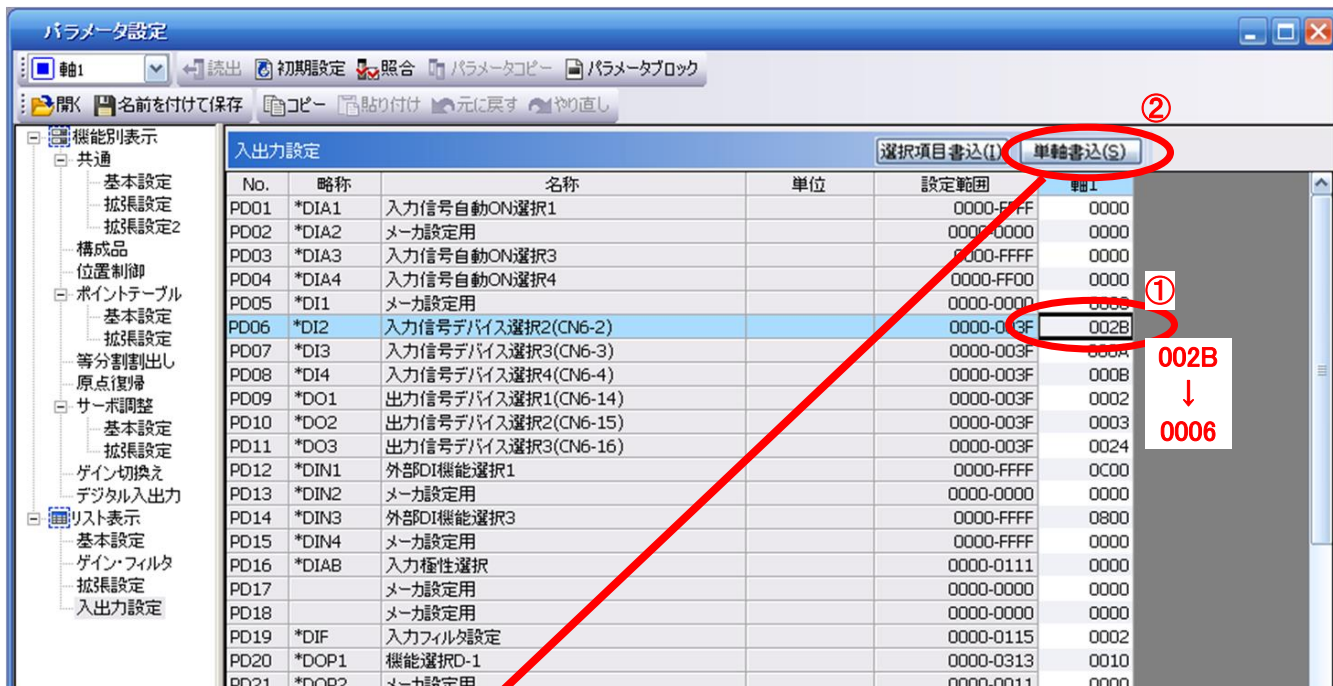 パラメータ設定
軸1 読出 初期設定 照合 パラメータコピー パラメータブロック
開く 名前を付けて保存 コピー 貼り付け 元に戻す やり直し
②
機能別表示
共通
基本設定
拡張設定
拡張設定2
構成品
位置制御
ポイントテーブル
基本設定
拡張設定
等分割割出し
原点復帰
サーボ調整
基本設定
拡張設定
ゲイン切換え
デジタル入出力
リスト表示
基本設定
ゲイン・フィルタ
拡張設定
入出力設定
入出力設定 選択項目書込(I) 単軸書込(S)
No. 略称 名称 単位 設定範囲 軸1
PD01 *DIA1 入力信号自動ON選択1 0000-FFFF 0000
PD02 *DIA2 メーカ設定用 0000-0000 0000
PD03 *DIA3 入力信号自動ON選択3 0000-FFFF 0000
PD04 *DIA4 入力信号自動ON選択4 0000-FF00 0000
PD05 *DI1 メーカ設定用 0000-0000
PD06 *DI2 入力信号デバイス選択2(CN6-2) 0000-003F 002B
PD07 *DI3 入力信号デバイス選択3(CN6-3) 0000-003F 000A
PD08 *DI4 入力信号デバイス選択4(CN6-4) 0000-003F 000B
PD09 *DO1 出力信号デバイス選択1(CN6-14) 0000-003F 0002
PD10 *DO2 出力信号デバイス選択2(CN6-15) 0000-003F 0003
PD11 *DO3 出力信号デバイス選択3(CN6-16) 0000-003F 0024
PD12 *DIN1 外部DI機能選択1 0000-FFFF 0C00
PD13 *DIN2 メーカ設定用 0000-0000 0000
PD14 *DIN3 外部DI機能選択3 0000-FFFF 0800
PD15 *DIN4 メーカ設定用 0000-FFFF 0000
PD16 *DIAB 入力極性選択 0000-0111 0000
PD17 メーカ設定用 0000-0000 0000
PD18 メーカ設定用 0000-0000 0000
PD19 *DIF 入力フィルタ設定 0000-0115 0002
PD20 *DOP1 機能選択D-1 0000-0313 0010
PD21 *DOP2 メーカ設定用 0000-0011 0000
①
002B
↓
0006